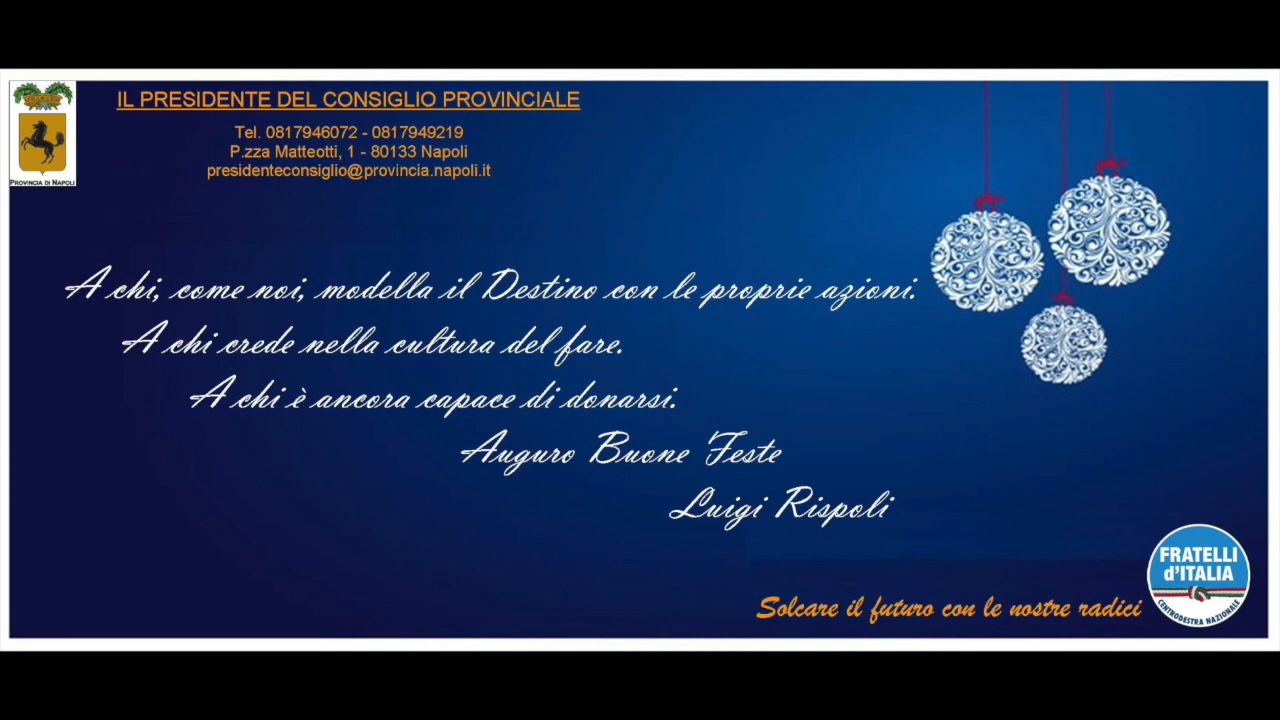 IL PRESIDENTE DEL CONSIGLIO PROVINCIALE
Tel. 0817946072 - 0817949219
P.zza Matteotti, 1 - 80133 Napoli
presidenteconsiglio@provincia.napoli.it
PROVINCIA DI NAPOLI
A chi, come noi, modella il Destino con le proprie azioni.
A chi crede nella cultura del fare.
A chi è ancora capace di donarsi.
Auguro Buone Feste
Luigi Rispoli
Solcare il futuro con le nostre radici
FRATELLI
d'ITALIA
CENTRODESTRA NAZIONALE